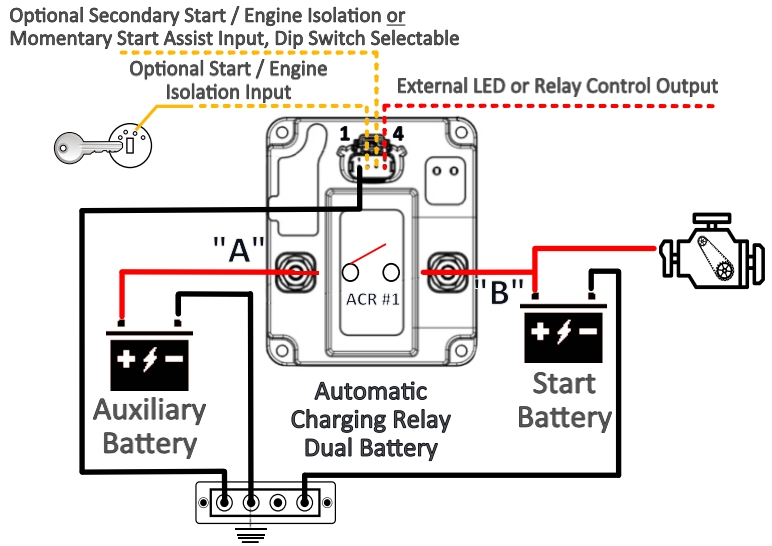 Optional Secondary Start / Engine Isolation or
Momentary Start Assist Input, Dip Switch Selectable
Optional Start / Engine
Isolation Input
External LED or Relay Control Output
1 4
"A"
"B"
ACR #1
Auxiliary
Battery
Automatic
Charging Relay
Dual Battery
Start
Battery